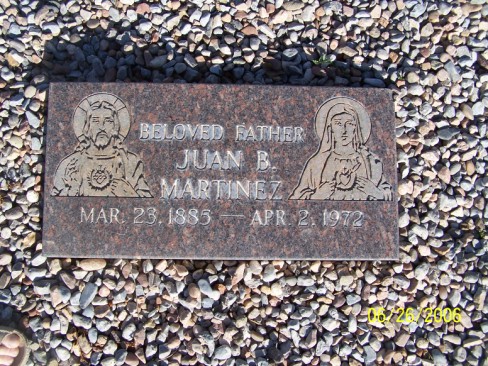 BELOVED FATHER
JUAN B.
MARTINEZ
MAR. 23, 1885 — APR. 2, 1972
06.26.2006